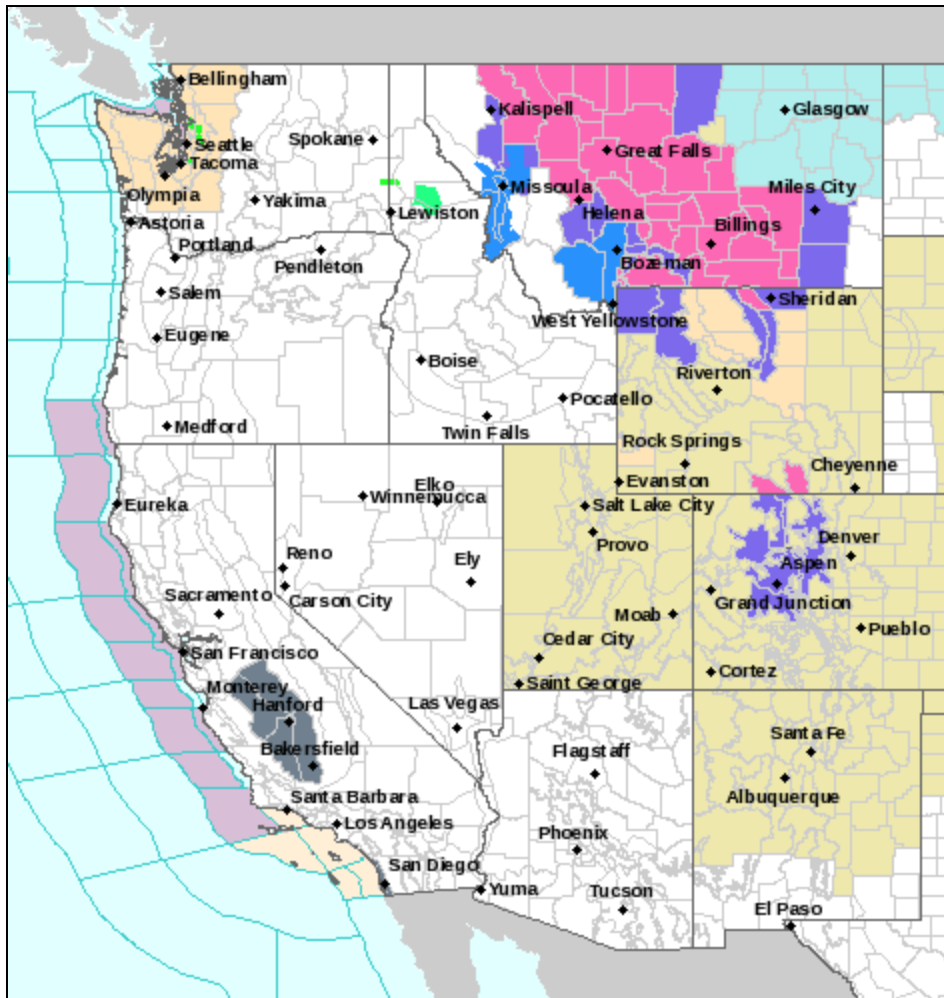 Bellingham
Kalispell
Glasgow
Spokane
Seattle
Great Falls
Tacoma
Missoula
Miles City
Olympia
Yakima
Lewiston
Helena
Astoria
Billings
Portland
Pendleton
Bozeman
Salem
Sheridan
West Yellowstone
Eugene
Boise
Riverton
Pocatello
Medford
Twin Falls
Rock Springs
Cheyenne
Evanston
Elko
Winnemucca
Eureka
Salt Lake City
Denver
Provo
Reno
Ely
Aspen
Carson City
Grand Junction
Sacramento
Moab
Pueblo
Cedar City
San Francisco
Cortez
Saint George
Monterey
Hanford
Las Vegas
Santa Fe
Bakersfield
Flagstaff
Albuquerque
Santa Barbara
Los Angeles
Phoenix
San Diego
Yuma
Tucson
El Paso